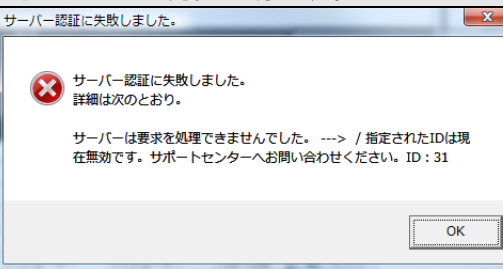 サーバー認証に失敗しました。
サーバー認証に失敗しました。
詳細は次のとおり。
サーバーは要求を処理できませんでした。 ---> / 指定されたIDは現
在無効です。サポートセンターへお問い合わせください。ID：31
OK